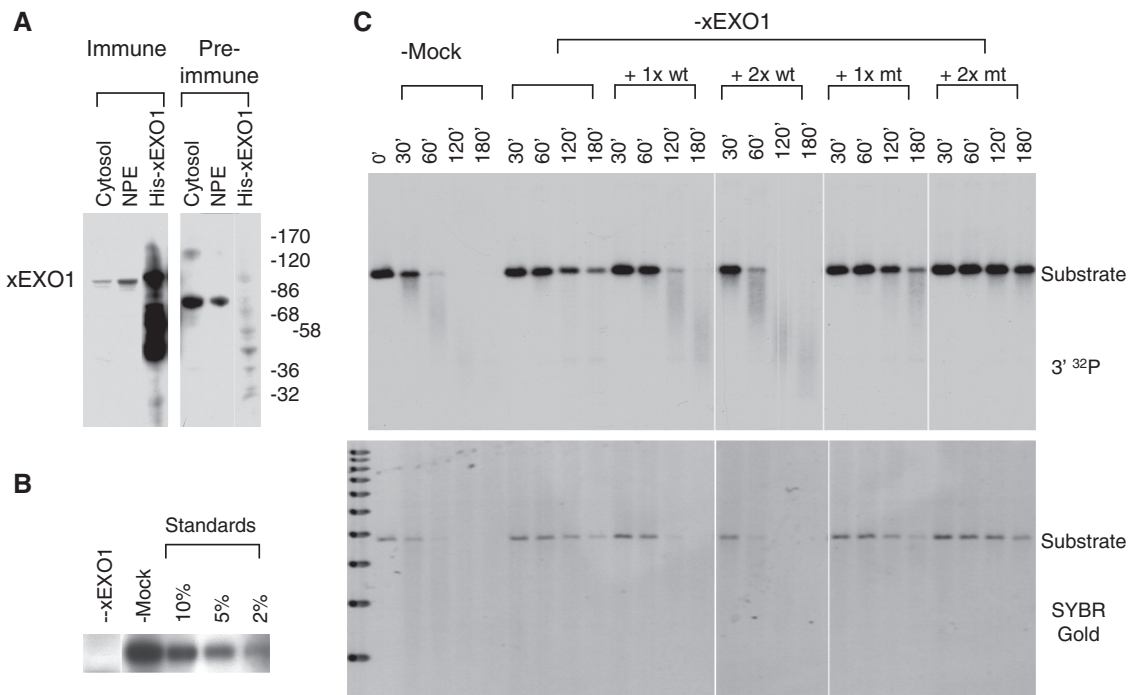 A
Immune
Pre-
immune
Cytosol
NPE
His-xEXO1
Cytosol
NPE
His-xEXO1
xEXO1
-170
-120
-86
-68
-58
-36
-32
B
Standards
--xEXO1
-Mock
10%
5%
2%
C
-xEXO1
-Mock
+ 1x wt
+ 2x wt
+ 1x mt
+ 2x mt
0' 30' 60' 120' 180' 30' 60' 120' 180' 30' 60' 120' 180' 30' 60' 120' 180' 30' 60' 120' 180' 30' 60' 120' 180'
Substrate
3' ³²P
Substrate
SYBR
Gold